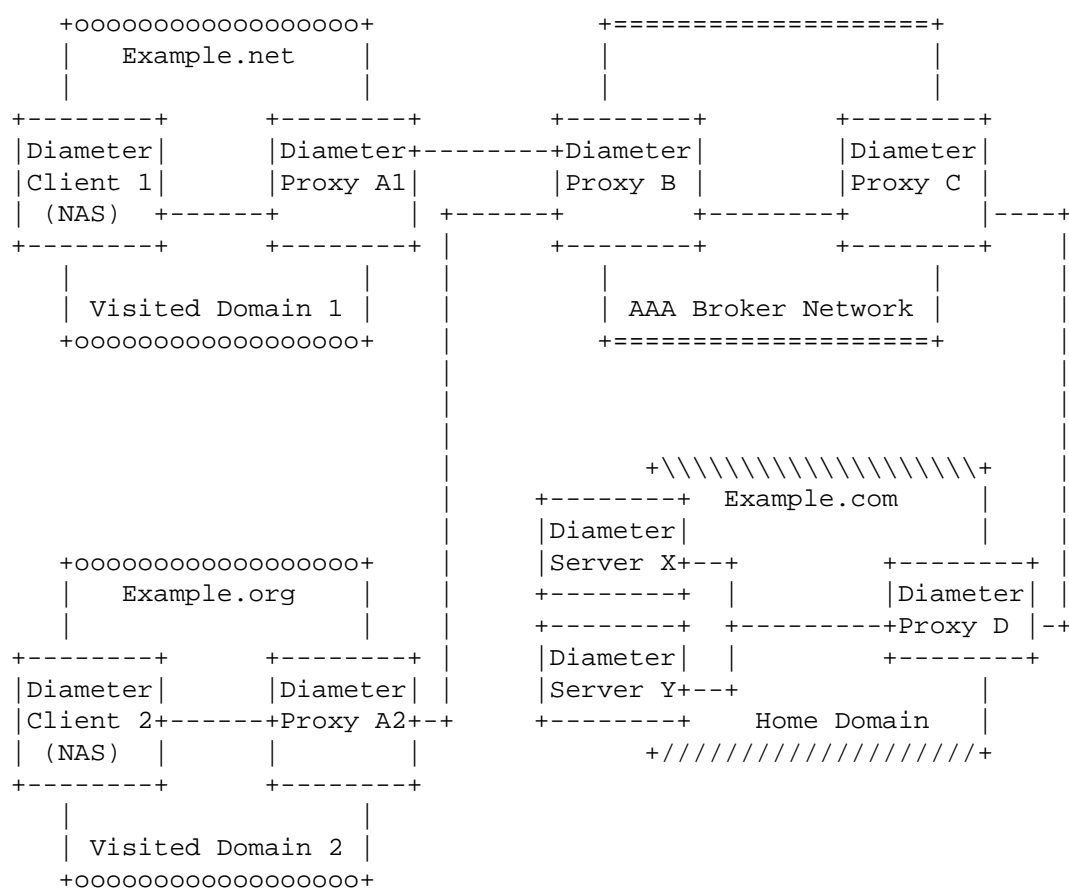 Example.net
Diameter Diameter Diameter Diameter
Client 1 Proxy A1 Proxy B Proxy C
(NAS)
Visited Domain 1 AAA Broker Network
Example.com
Diameter
Example.org Server X
Diameter
Proxy D
Diameter
Diameter Diameter Server Y
Client 2 Proxy A2 Home Domain
(NAS)
Visited Domain 2